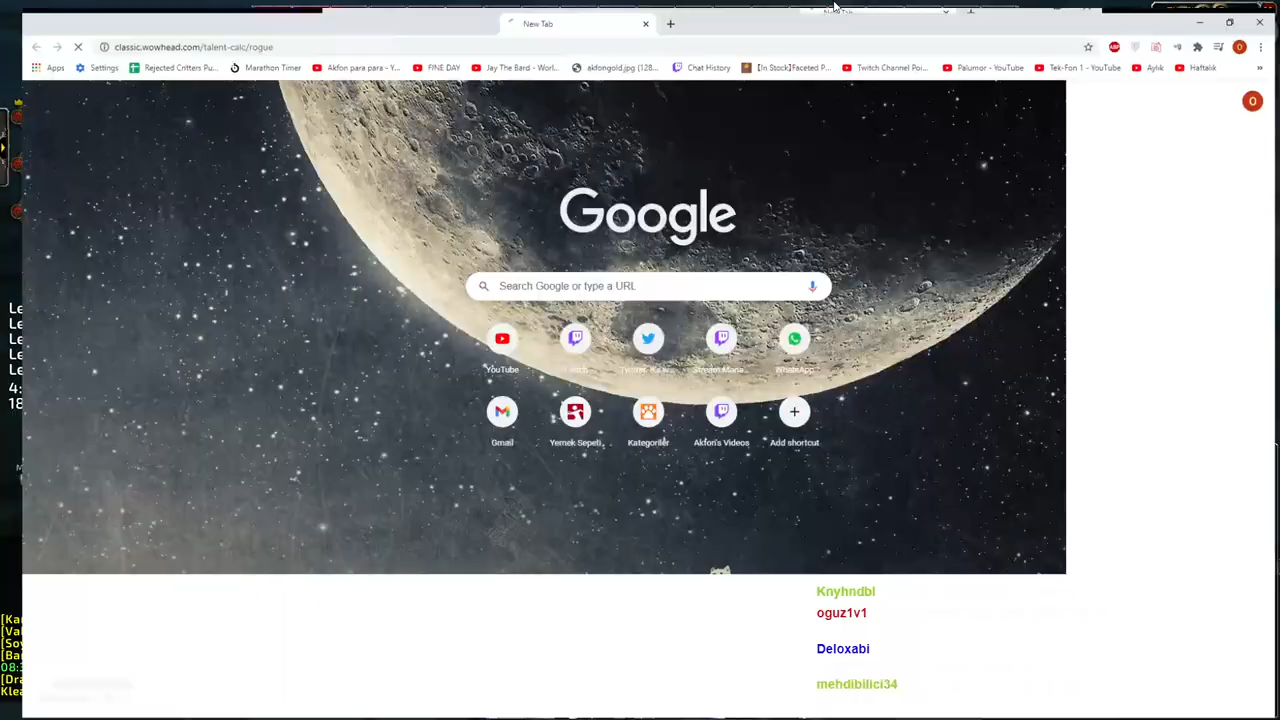 New Tab
classic.wowhead.com/talent-calc/rogue
Apps Settings Rejected Critters Pu... Marathon Timer Akfon para para - Y... FINE DAY Jay The Bard - Worl... akfongold.jpg (128... Chat History 【In Stock】Faceted P... Twitch Channel Poi... Palumor - YouTube Tek-Fon 1 - YouTube Aylık Haftalık »
Google
Search Google or type a URL
YouTube Twitch WhatsApp
Gmail Yemek Sepeti Kategoriler Akfon's Videos Add shortcut
Knyhndbl
oguz1v1
Deloxabi
mehdibilici34